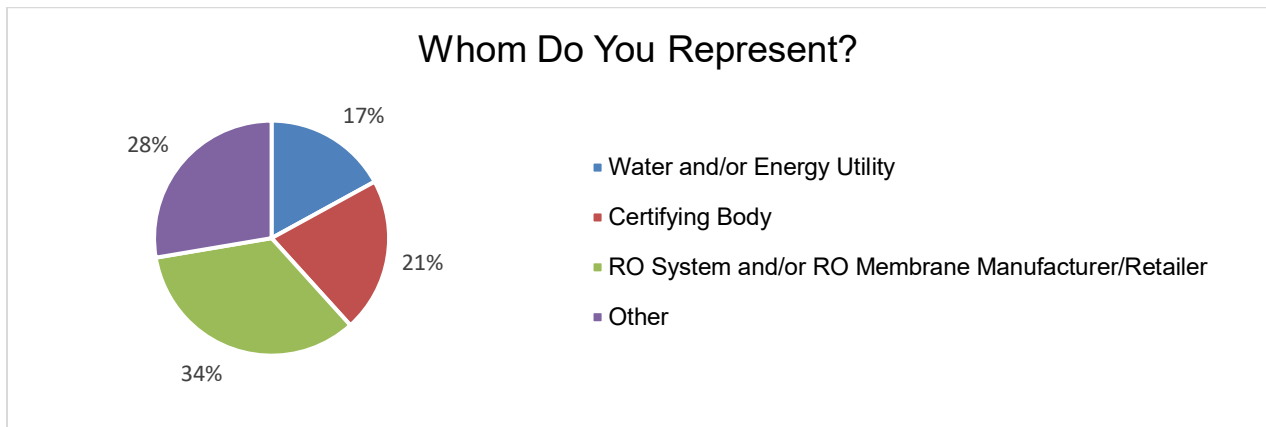 Whom Do You Represent?
17%
28%
21%
34%
Water and/or Energy Utility
Certifying Body
RO System and/or RO Membrane Manufacturer/Retailer
Other